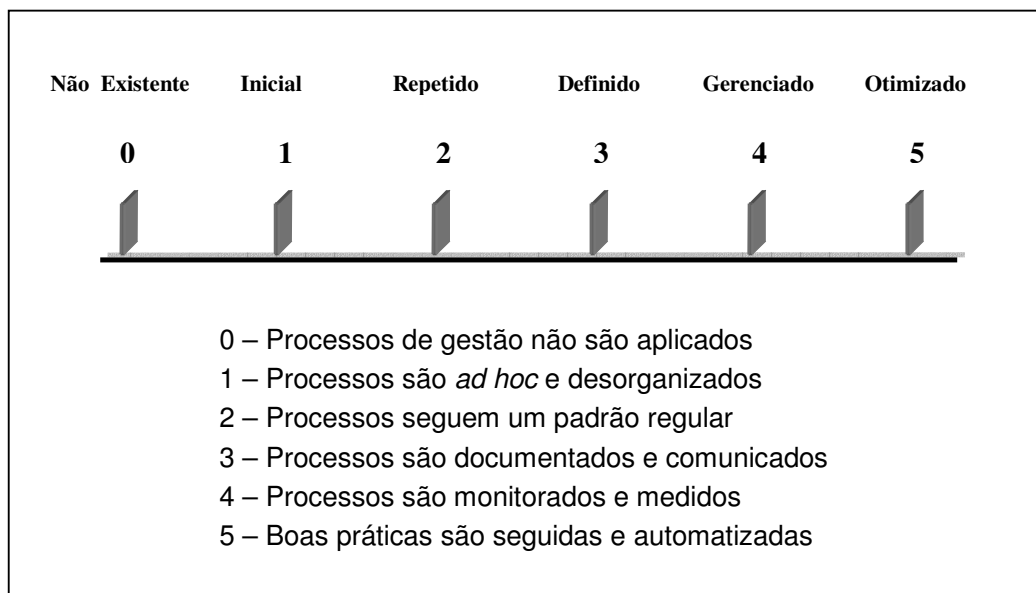 Não Existente Inicial Repetido Definido Gerenciado Otimizado
0 1 2 3 4 5
0 – Processos de gestão não são aplicados
1 – Processos são ad hoc e desorganizados
2 – Processos seguem um padrão regular
3 – Processos são documentados e comunicados
4 – Processos são monitorados e medidos
5 – Boas práticas são seguidas e automatizadas